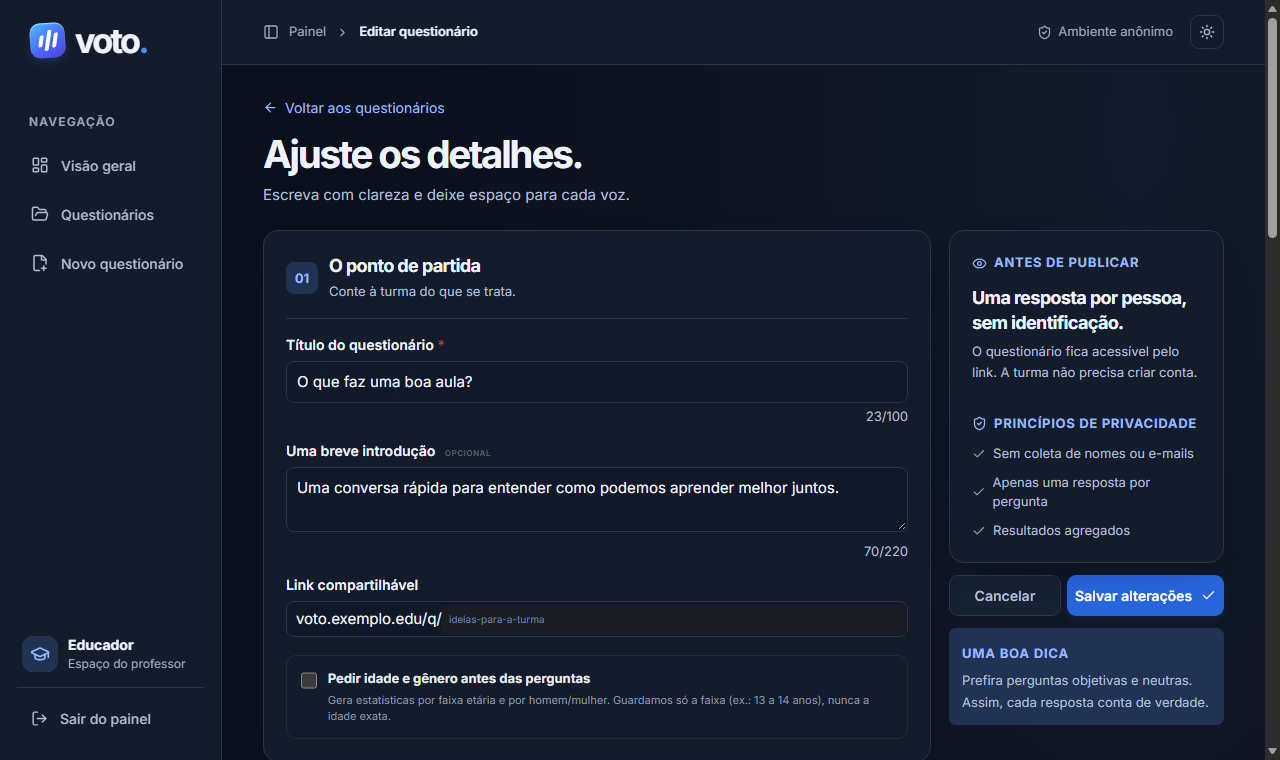 voto.
NAVEGAÇÃO
Visão geral
Questionários
Novo questionário
Educador
Espaço do professor
Sair do painel
Painel
Editar questionário
Ambiente anônimo
Voltar aos questionários
Ajuste os detalhes.
Escreva com clareza e deixe espaço para cada voz.
01
O ponto de partida
Conte à turma do que se trata.
Título do questionário *
O que faz uma boa aula?
23/100
Uma breve introdução OPCIONAL
Uma conversa rápida para entender como podemos aprender melhor juntos.
70/220
Link compartilhável
voto.exemplo.edu/q/ ideias-para-a-turma
Pedir idade e gênero antes das perguntas
Gera estatísticas por faixa etária e por homem/mulher. Guardamos só a faixa (ex.: 13 a 14 anos), nunca a
idade exata.
ANTES DE PUBLICAR
Uma resposta por pessoa,
sem identificação.
O questionário fica acessível pelo
link. A turma não precisa criar conta.
PRINCÍPIOS DE PRIVACIDADE
Sem coleta de nomes ou e-mails
Apenas uma resposta por
pergunta
Resultados agregados
Cancelar
Salvar alterações
UMA BOA DICA
Prefira perguntas objetivas e neutras.
Assim, cada resposta conta de verdade.